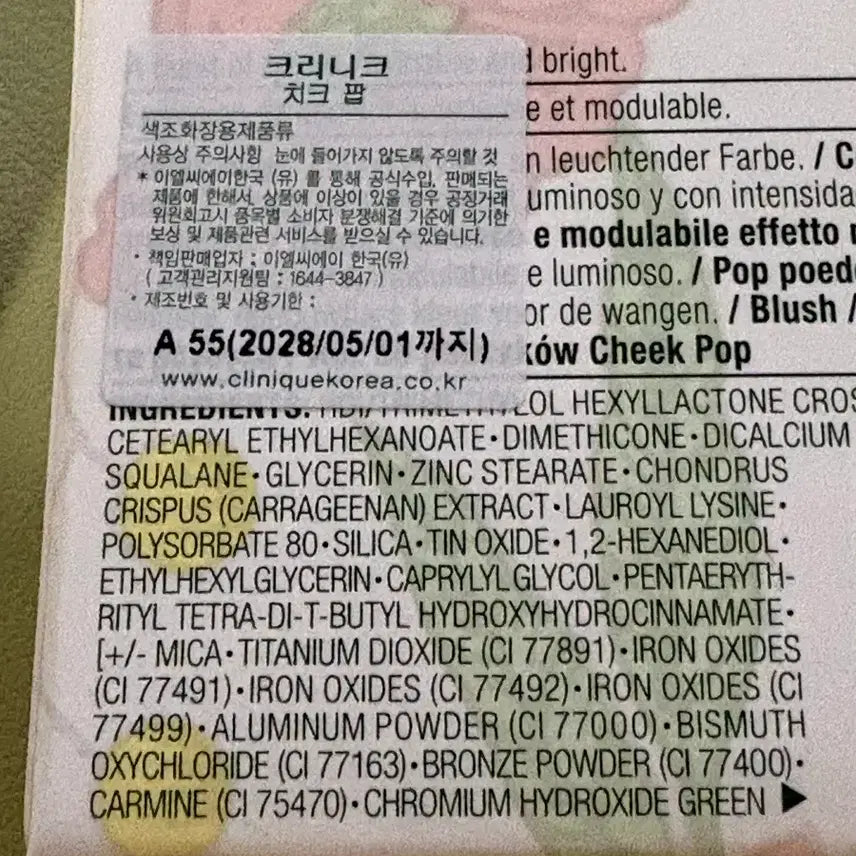 크리니크
치크 팝
색조화장용제품류
사용상 주의사항 눈에 들어가지 않도록 주의할 것
* 이엘씨에이한국 (유) 를 통해 공식수입, 판매되는
제품에 한해서, 상품에 이상이 있을 경우 공정거래
위원회고시 품목별 소비자 분쟁해결 기준에 의거한
보상 및 제품관련 서비스를 받으실 수 있습니다.
· 책임판매업자 : 이엘씨에이 한국(유)
( 고객관리지원팀 : 1644-3847 )
· 제조번호 및 사용기한 :
A 55(2028/05/01까지)
www.cliniquekorea.co.kr
bright.
et modulable.
leuchtender Farbe. / C
uminoso y con intensida
e modulabile effetto
e luminoso. / Pop poed
or de wangen. / Blush /
ków Cheek Pop
INGREDIENTS: HEXYLLACTONE CROS
CETEARYL ETHYLHEXANOATE•DIMETHICONE•DICALCIUM
SQUALANE•GLYCERIN•ZINC STEARATE•CHONDRUS
CRISPUS (CARRAGEENAN) EXTRACT•LAUROYL LYSINE•
POLYSORBATE 80•SILICA•TIN OXIDE•1,2-HEXANEDIOL•
ETHYLHEXYLGLYCERIN•CAPRYLYL GLYCOL•PENTAERYTH-
RITYL TETRA-DI-T-BUTYL HYDROXYHYDROCINNAMATE•
[+/- MICA•TITANIUM DIOXIDE (CI 77891)•IRON OXIDES
(CI 77491)•IRON OXIDES (CI 77492)•IRON OXIDES (CI
77499)•ALUMINUM POWDER (CI 77000)•BISMUTH
OXYCHLORIDE (CI 77163)•BRONZE POWDER (CI 77400)•
CARMINE (CI 75470)•CHROMIUM HYDROXIDE GREEN ▶